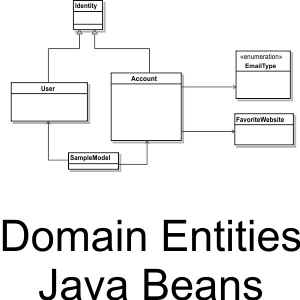 Identity
User
Account
«enumeration»
EmailType
FavoriteWebsite
SampleModel
Domain Entities
Java Beans